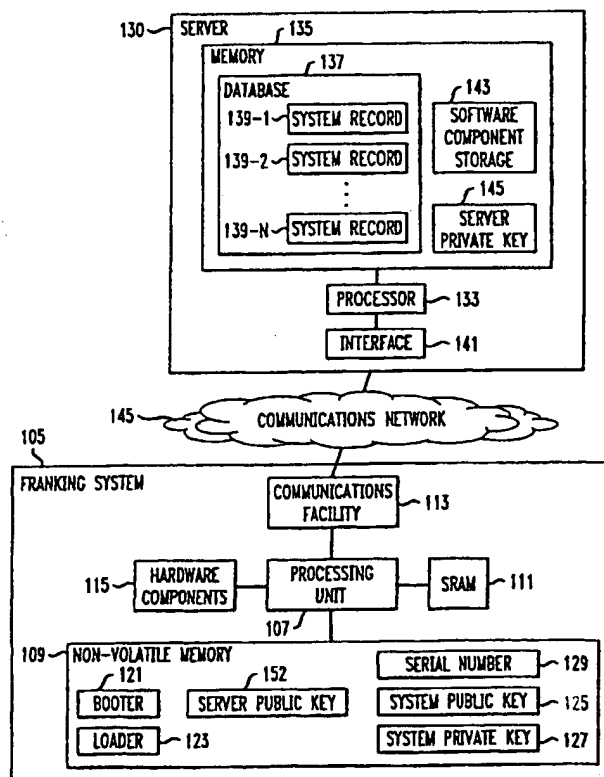 130 SERVER
135
MEMORY
137
DATABASE
139-1 SYSTEM RECORD
139-2 SYSTEM RECORD
139-N SYSTEM RECORD
143
SOFTWARE
COMPONENT
STORAGE
145
SERVER
PRIVATE KEY
PROCESSOR 133
INTERFACE 141
145 COMMUNICATIONS NETWORK
105
FRANKING SYSTEM
COMMUNICATIONS
FACILITY
113
115 HARDWARE
COMPONENTS
PROCESSING
UNIT
107
SRAM 111
109 NON-VOLATILE MEMORY
121
BOOTER
LOADER 123
152
SERVER PUBLIC KEY
SERIAL NUMBER 129
SYSTEM PUBLIC KEY 125
SYSTEM PRIVATE KEY 127